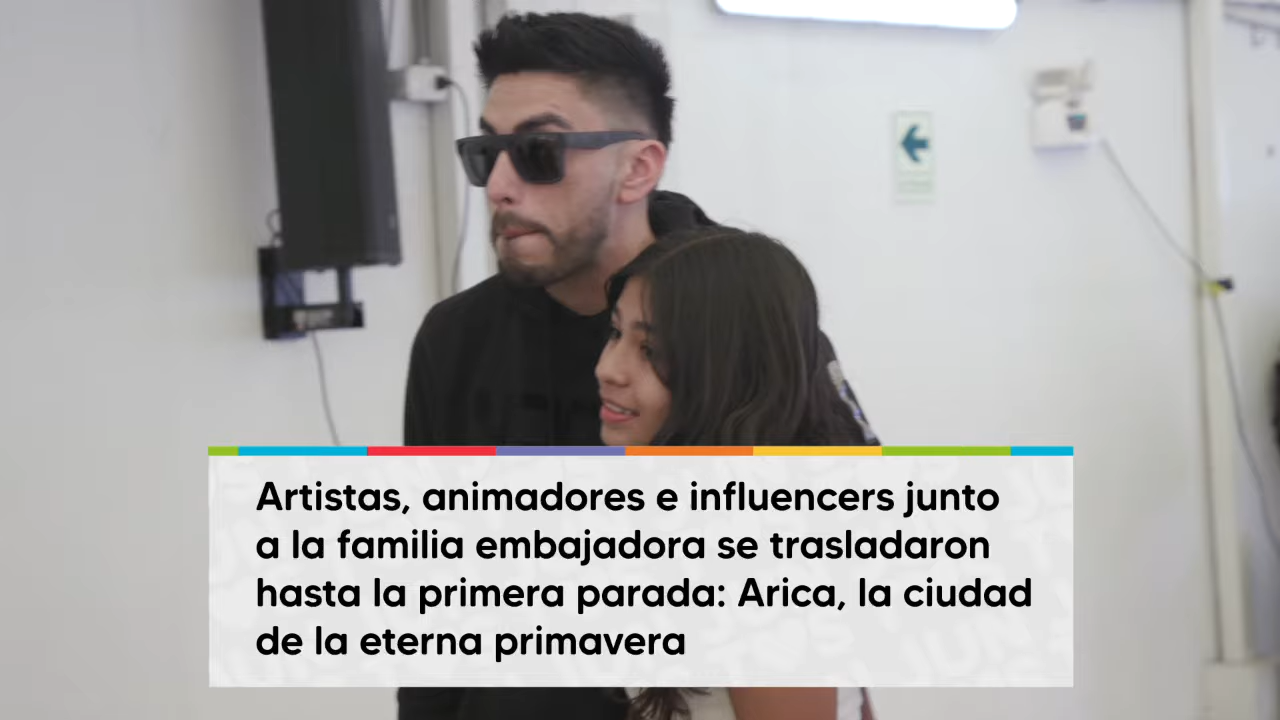 Artistas, animadores e influencers junto
a la familia embajadora se trasladaron
hasta la primera parada: Arica, la ciudad
de la eterna primavera